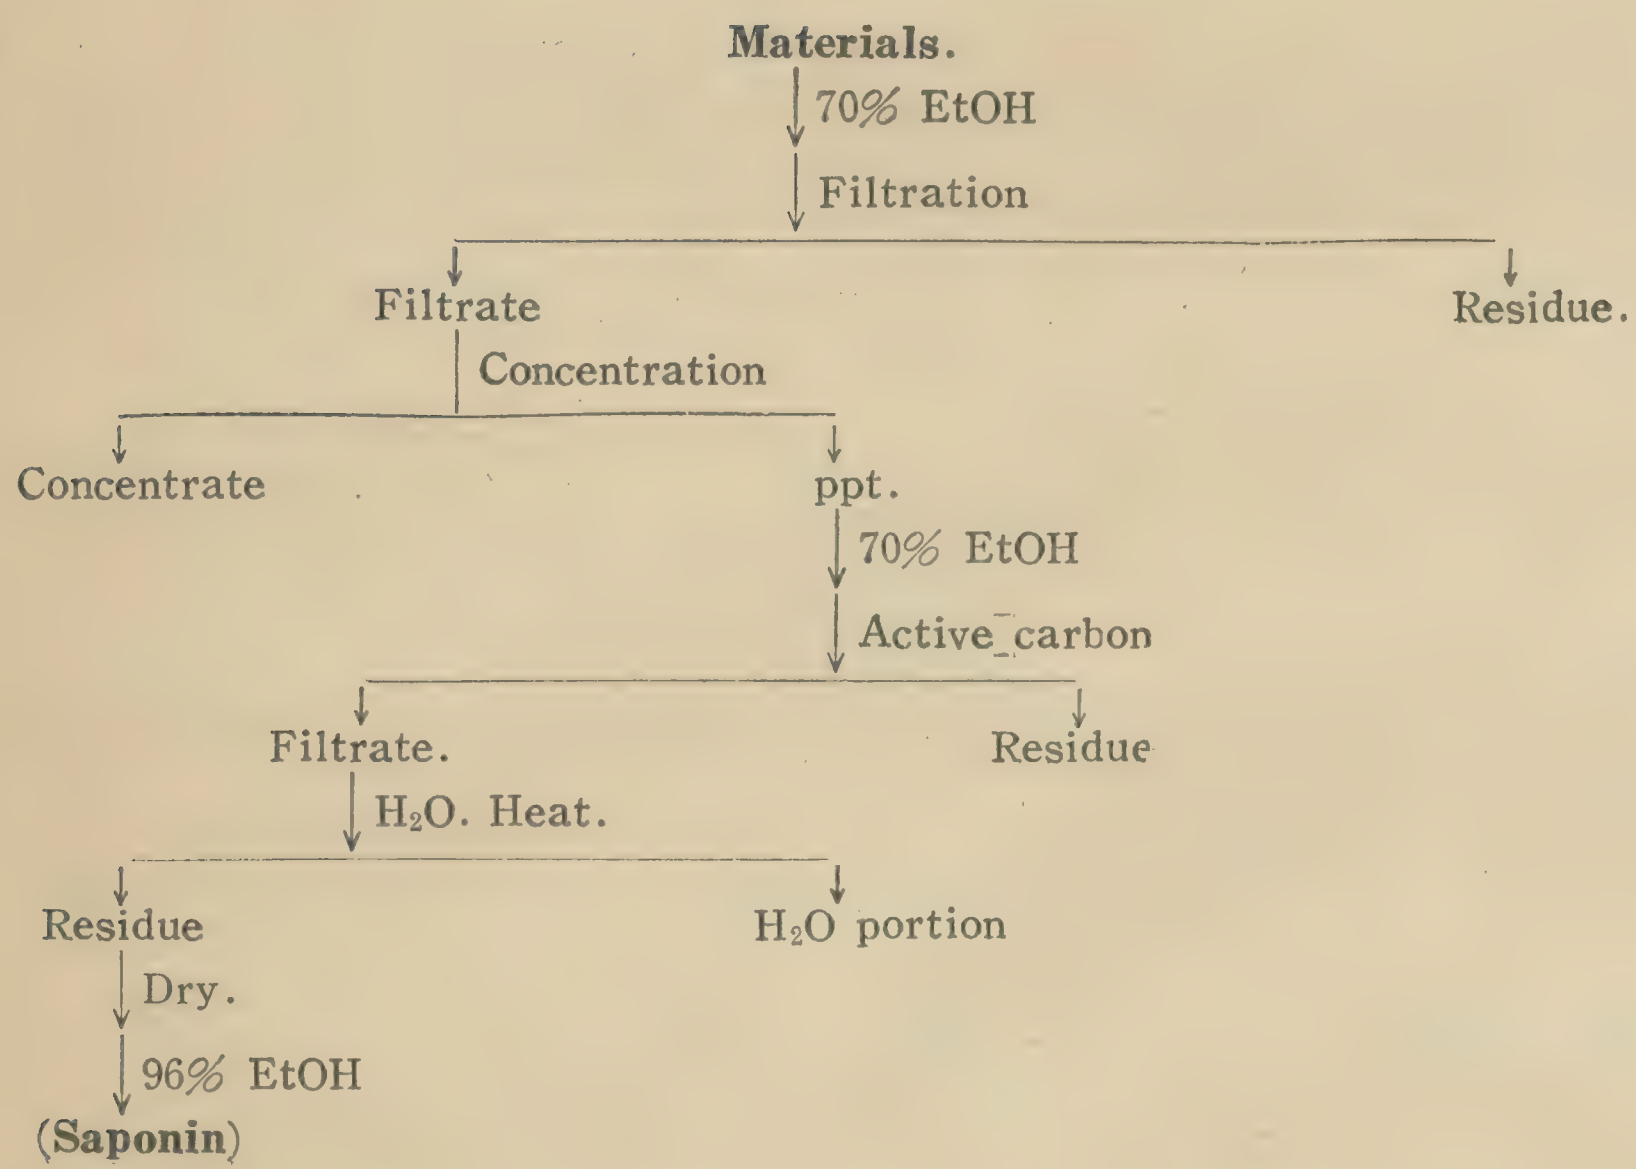 Materials.
70% EtOH
Filtration
Filtrate
Residue.
Concentration
Concentrate
ppt.
70% EtOH
Active carbon
Filtrate.
Residue
H₂O. Heat.
Residue
H₂O portion
Dry.
96% EtOH
(Saponin)